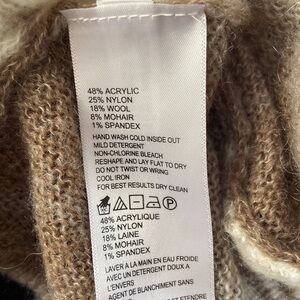 48% ACRYLIC
25% NYLON
18% WOOL
8% MOHAIR
1% SPANDEX
HAND WASH COLD INSIDE OUT
MILD DETERGENT
NON-CHLORINE BLEACH
RESHAPE AND LAY FLAT TO DRY
DO NOT TWIST OR WRING
COOL IRON
FOR BEST RESULTS DRY CLEAN
P
48% ACRYLIQUE
25% NYLON
18% LAINE
8% MOHAIR
1% SPANDEX
LAVER A LA MAIN EN EAU FROIDE
AVEC UN DETERGENT DOUX A
L'ENVERS
AGENT DE BLANCHIMENT SANS
ET ETENDRE